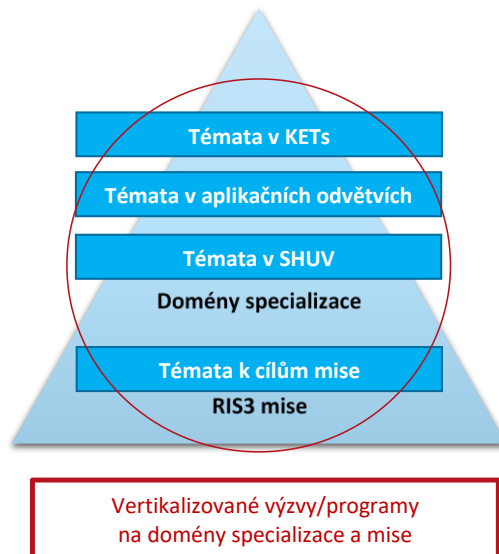 Témata v KETs
Témata v aplikačních odvětvích
Témata v SHUV
Domény specializace
Témata k cílům mise
RIS3 mise
Vertikalizované výzvy/programy
na domény specializace a mise